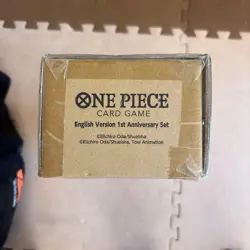 ONE PIECE
CARD GAME
English Version 1st Anniversary Set
©Eiichiro Oda/Shueisha
©Eiichiro Oda/Shueisha, Toei Animation